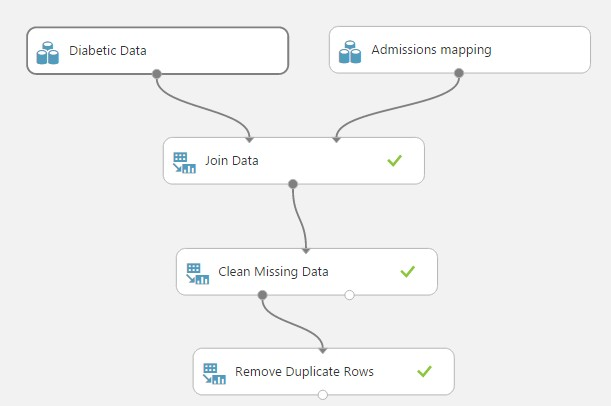 Diabetic Data
Admissions mapping
Join Data
Clean Missing Data
Remove Duplicate Rows